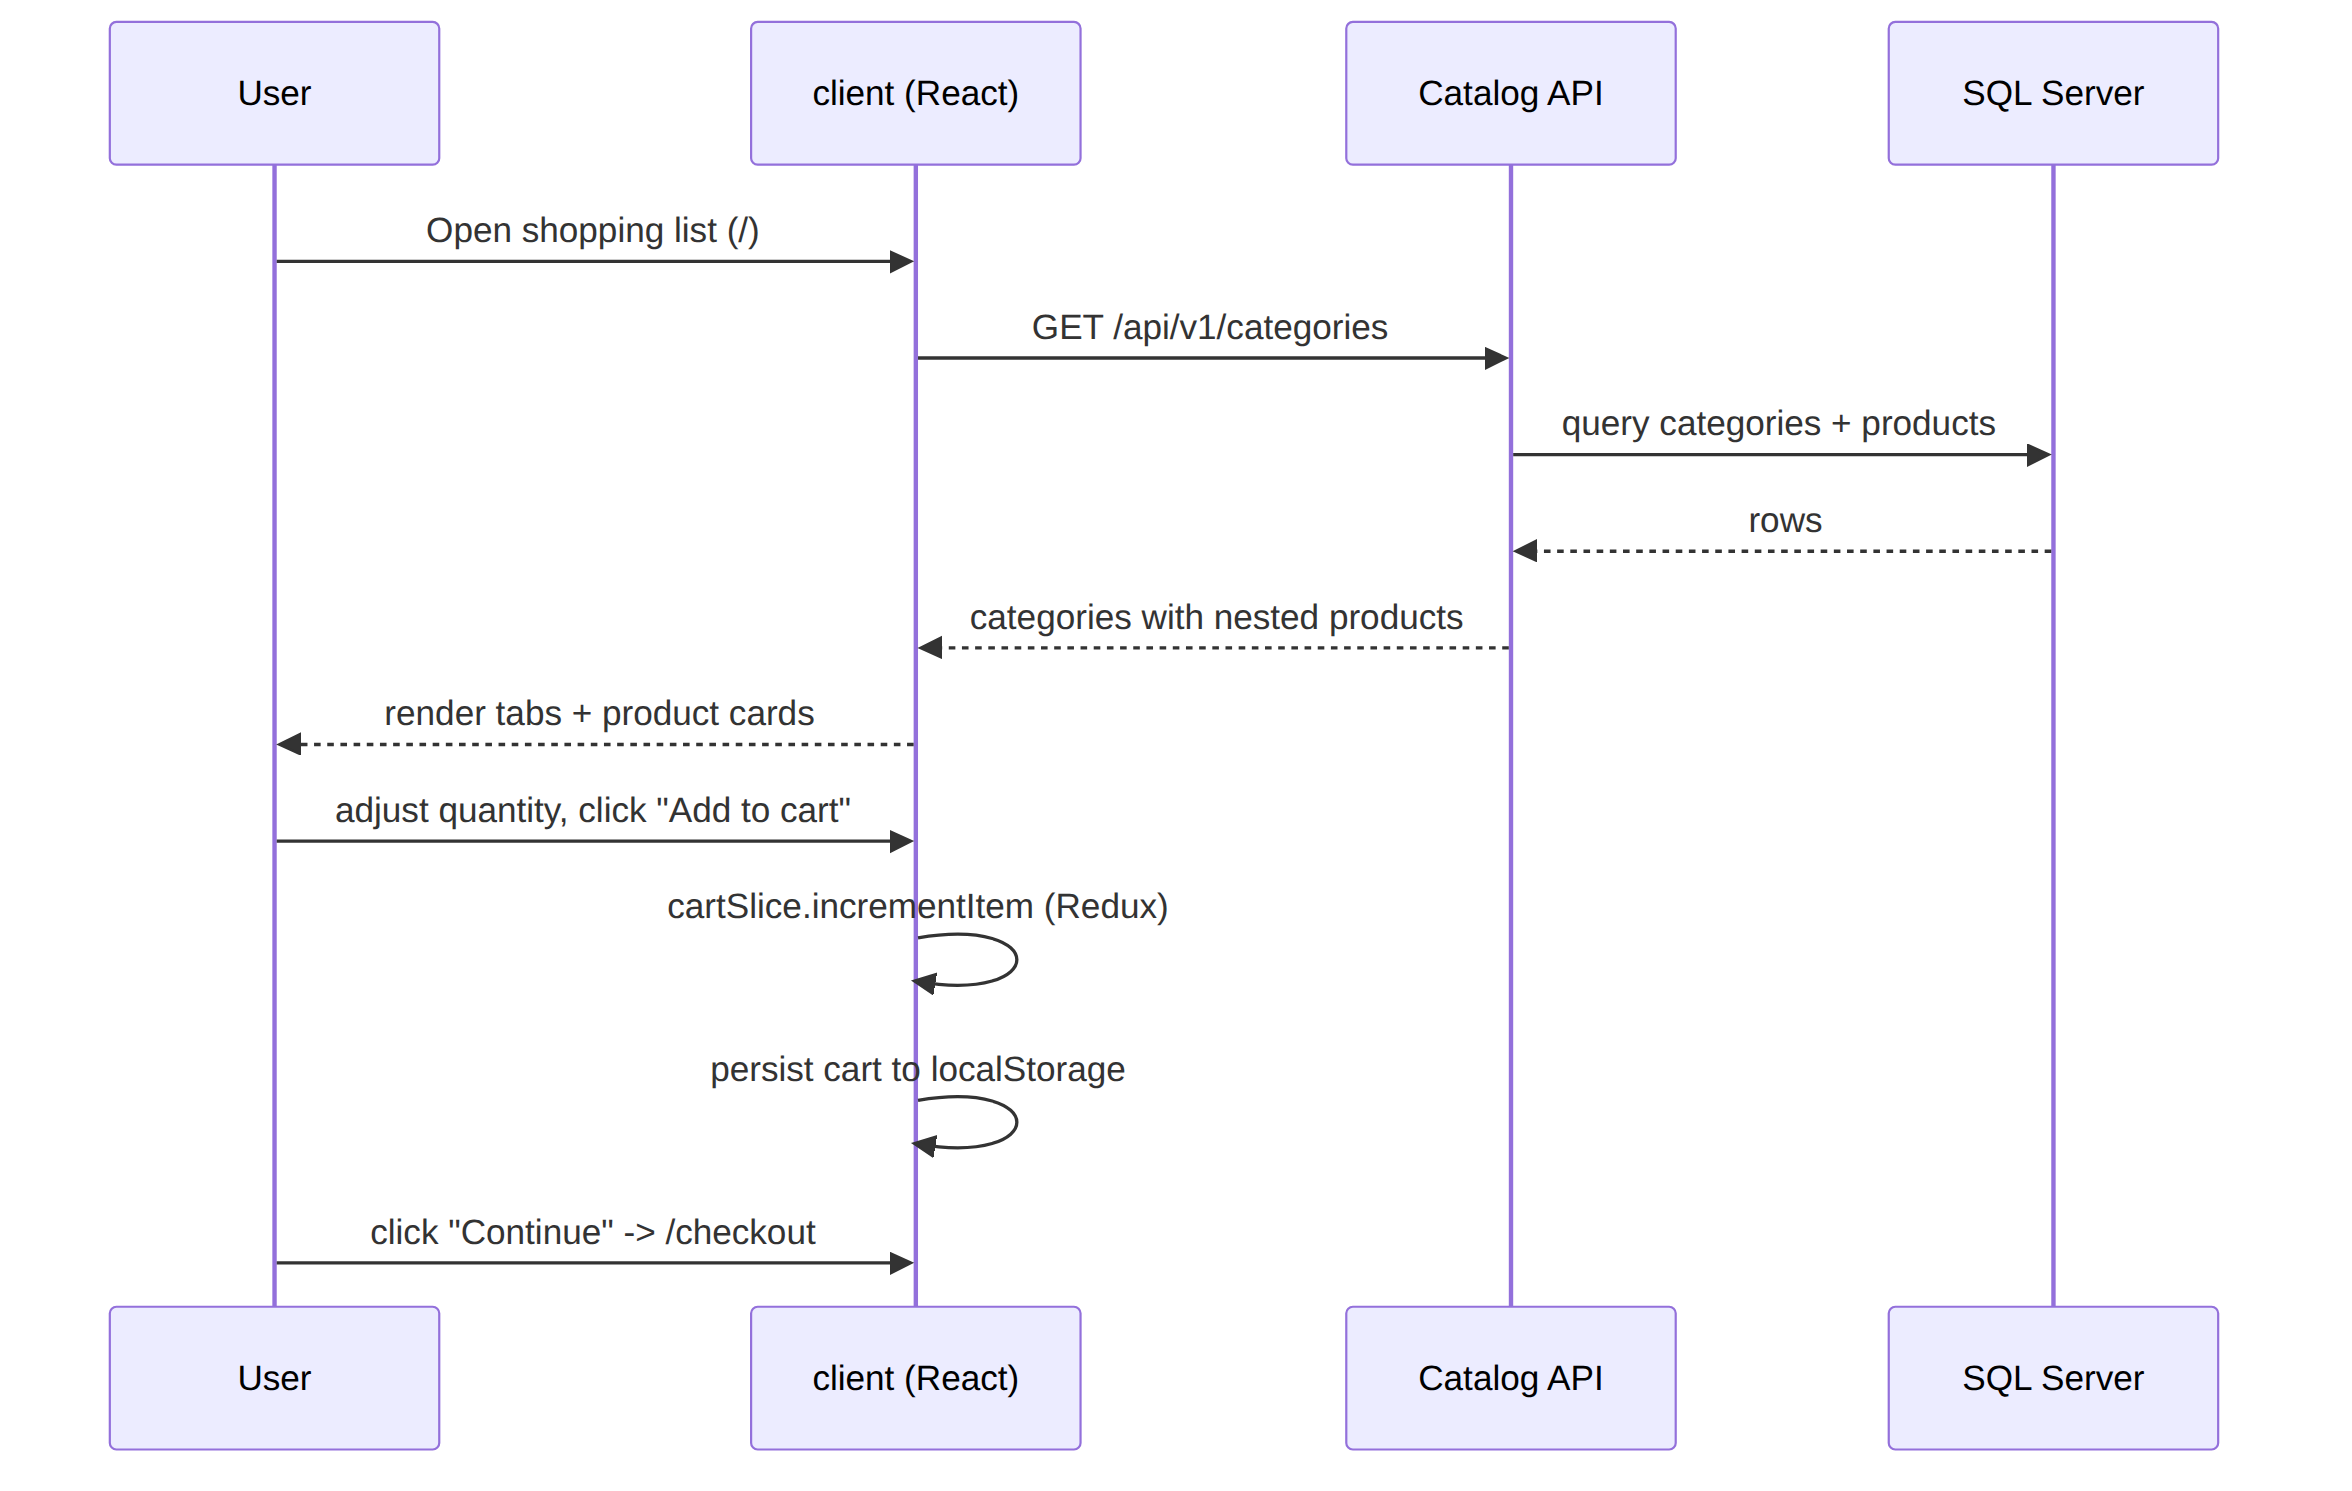 User
client (React)
Catalog API
SQL Server
Open shopping list (/)
GET /api/v1/categories
query categories + products
rows
categories with nested products
render tabs + product cards
adjust quantity, click "Add to cart"
cartSlice.incrementItem (Redux)
persist cart to localStorage
click "Continue" -> /checkout
User
client (React)
Catalog API
SQL Server